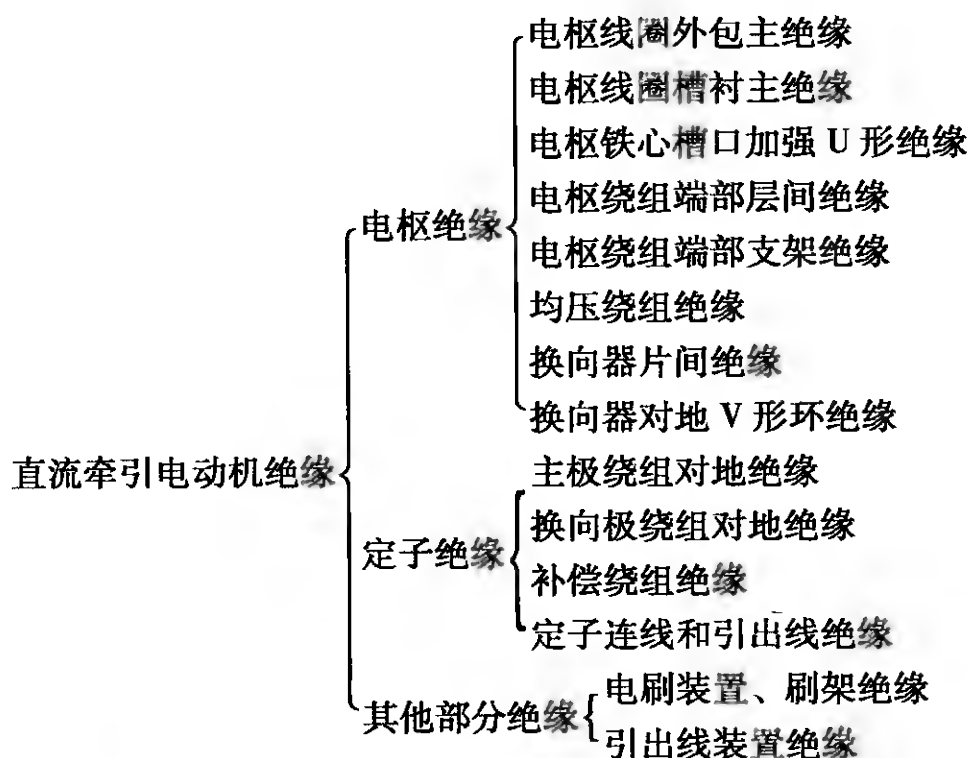 电枢线圈外包主绝缘
电枢线圈槽衬主绝缘
电枢铁心槽口加强 U 形绝缘
电枢绕组端部层间绝缘
电枢绝缘
电枢绕组端部支架绝缘
均压绕组绝缘
换向器片间绝缘
换向器对地 V 形环绝缘
直流牵引电动机绝缘
主极绕组对地绝缘
换向极绕组对地绝缘
定子绝缘
补偿绕组绝缘
定子连线和引出线绝缘
其他部分绝缘
电刷装置、刷架绝缘
引出线装置绝缘